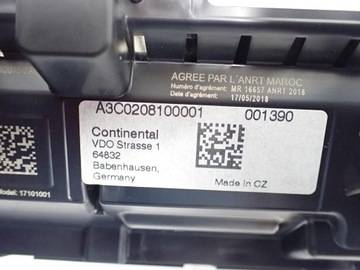 AGREE PAR L'ANRT MAROC
Numéro d'agrément: MR 16657 ANRT 2018
Date d'agrément: 17/05/2018
A3C0208100001 001390
Continental
VDO Strasse 1
64832
Babenhausen,
Germany
Made in CZ
Model: 17101001